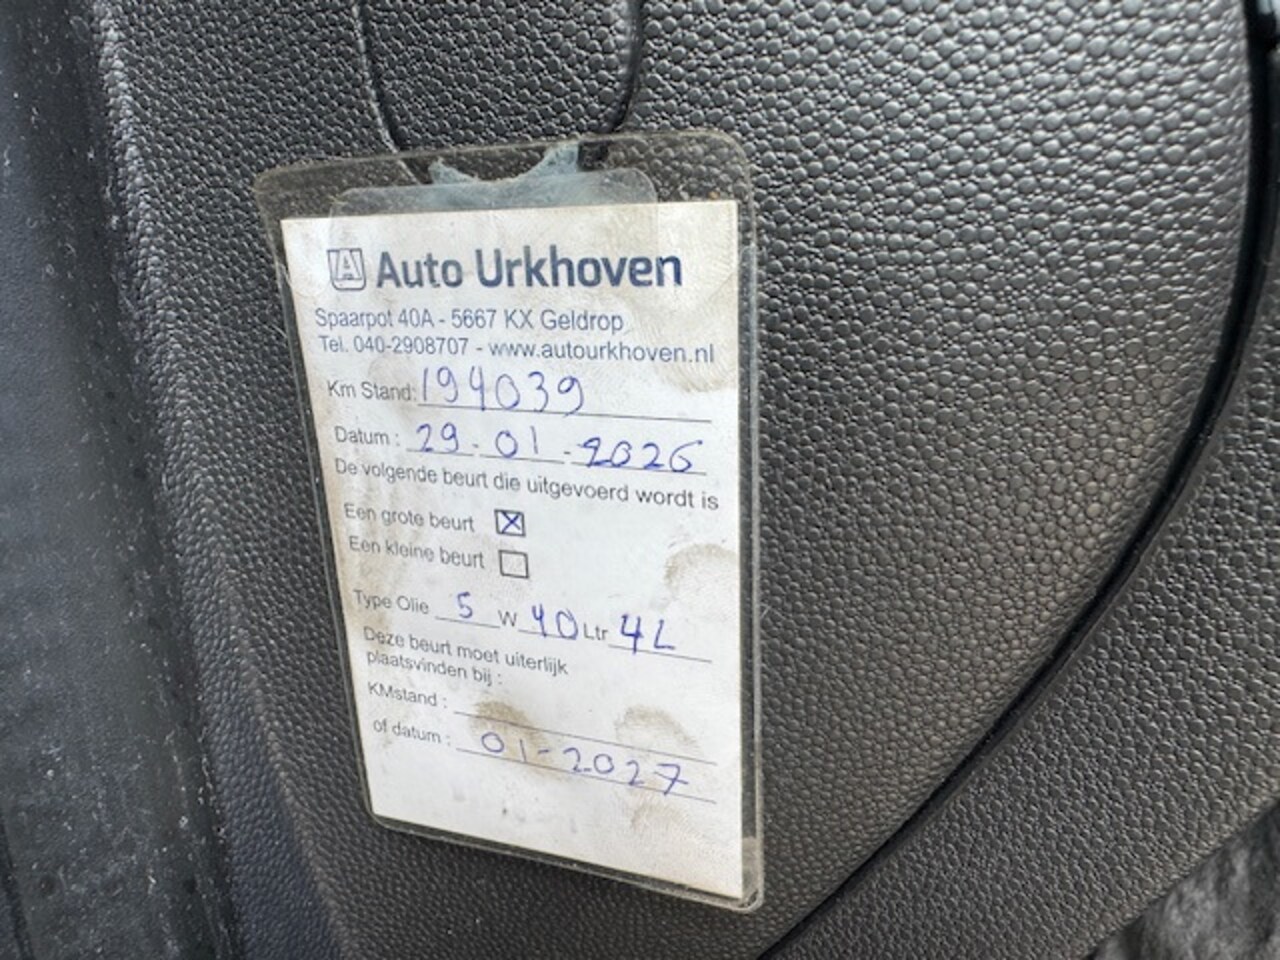 Auto Urkhoven
Spaarpot 40A - 5667 KX Geldrop
Tel. 040-2908707 - www.autourkhoven.nl
Km Stand: 194039
Datum : 29-01-2026
De volgende beurt die uitgevoerd wordt is
Een grote beurt
Een kleine beurt
Type Olie 5 W 40 Ltr 4L
Deze beurt moet uiterlijk
plaatsvinden bij :
KMstand :
of datum : 01-2027